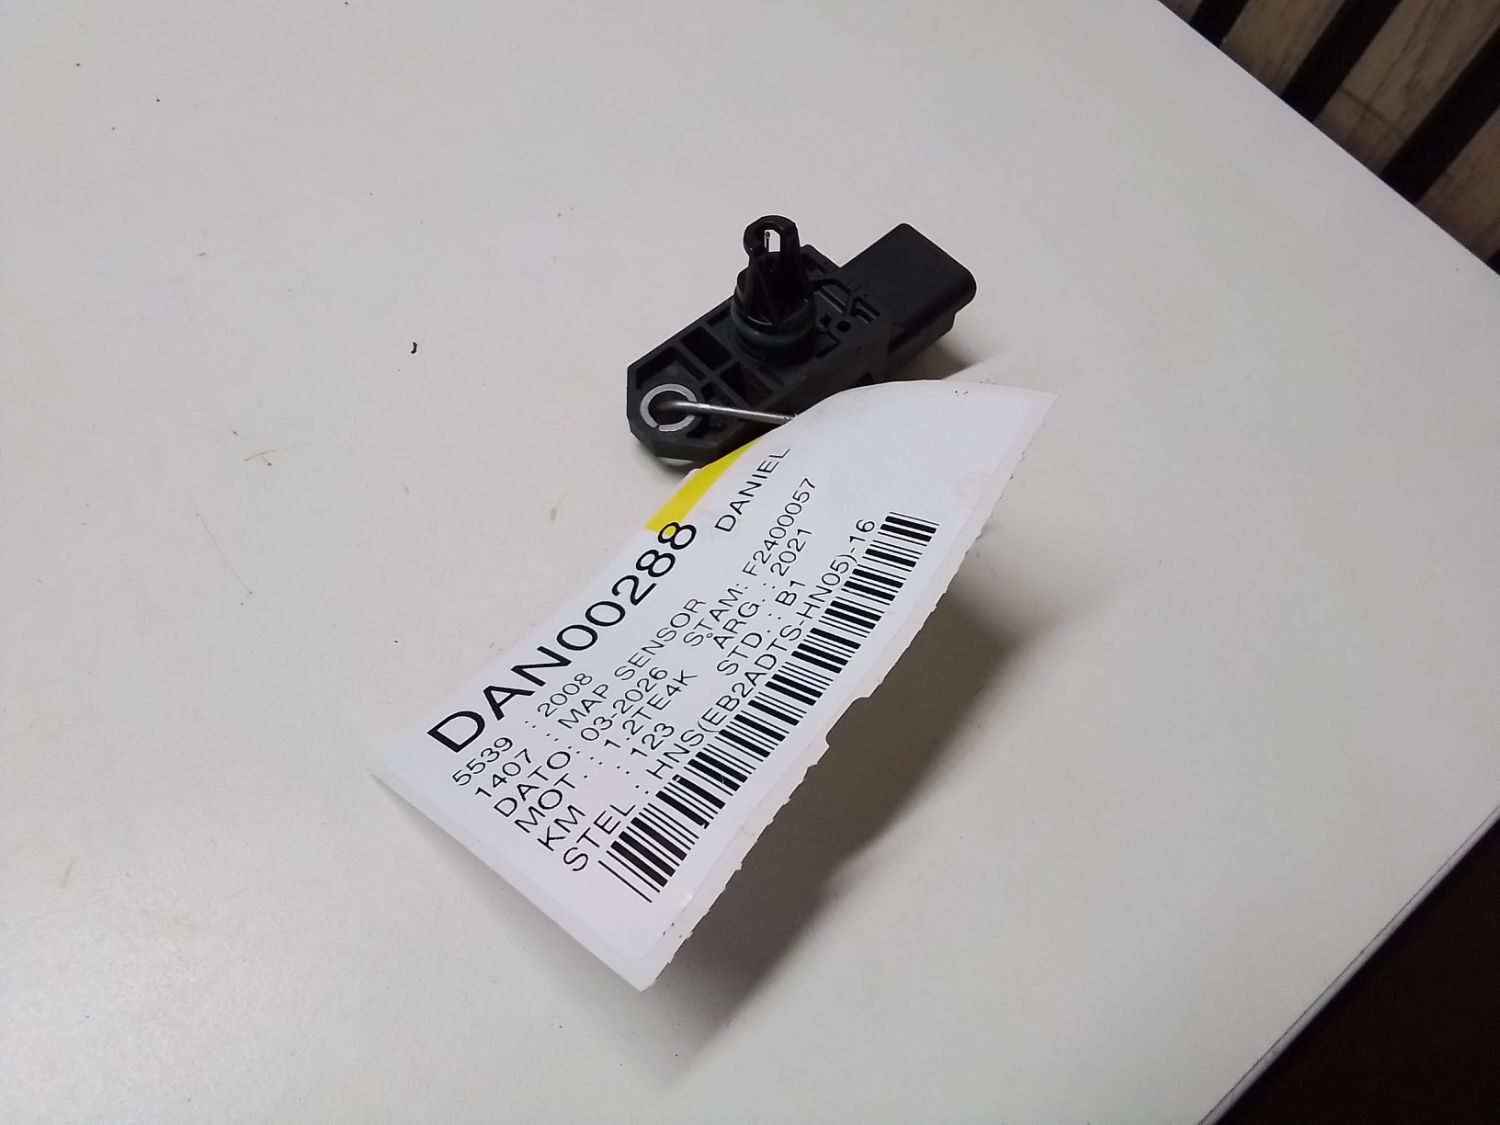 DAN00288 DANIEL
5539 : 2008
1407 : MAP SENSOR
DATO: 03-2026 STAM: F2400057
MOT. : 1.2TE4K ÅRG. : 2021
KM : 123 STD. : B1
STEL : HNS(EB2ADTS-HN05)-16